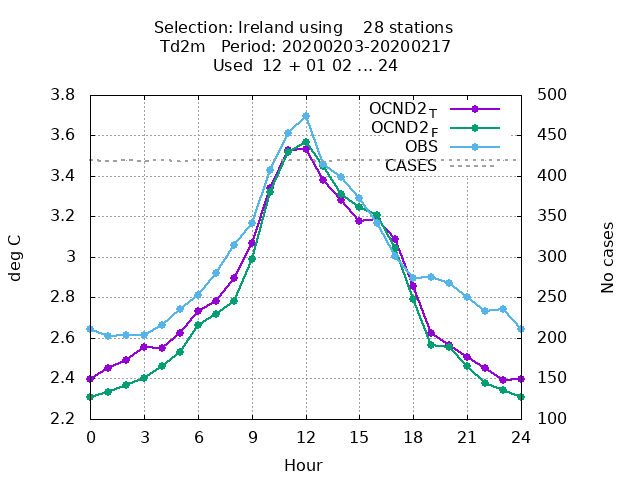 Selection: Ireland using    28 stations
Td2m   Period: 20200203-20200217
Used  12 + 01 02 ... 24
3.8
3.6
3.4
3.2
3
2.8
2.6
2.4
2.2
deg C
500
450
400
350
300
250
200
150
100
No cases
OCND2_T
OCND2_F
OBS
CASES
0 3 6 9 12 15 18 21 24
Hour